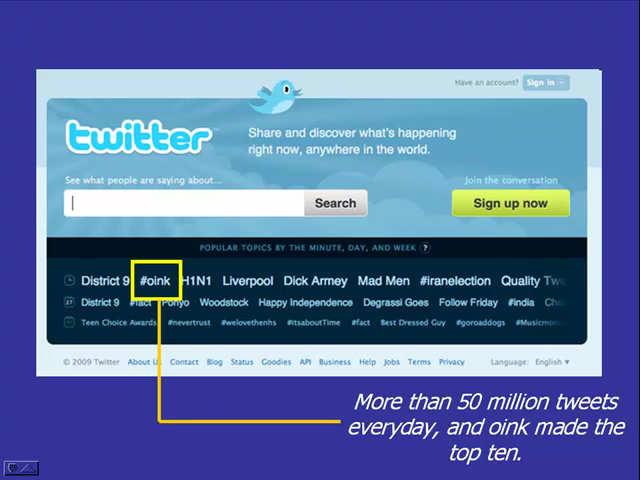 Have an account? Sign in
twitter
Share and discover what's happening
right now, anywhere in the world.
See what people are saying about...
Join the conversation
Search
Sign up now
POPULAR TOPICS BY THE MINUTE, DAY, AND WEEK ?
District 9 #oink H1N1 Liverpool Dick Armey Mad Men #iranelection Quality
27 District 9 #fact Ponyo Woodstock Happy Independence Degrassi Goes Follow Friday #india
Teen Choice Awards #nevertrust #welovethenhs #itsaboutTime #fact Best Dressed Guy #goroaddogs
© 2009 Twitter About Us Contact Blog Status Goodies API Business Help Jobs Terms Privacy Language: English
More than 50 million tweets
everyday, and oink made the
top ten.